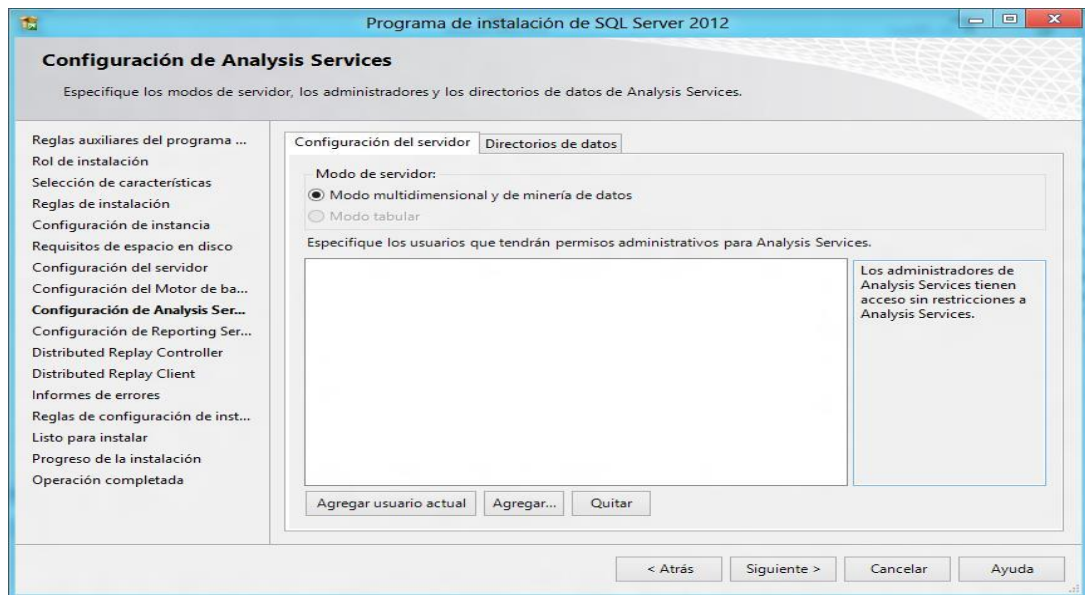 Programa de instalación de SQL Server 2012
Configuración de Analysis Services
Especifique los modos de servidor, los administradores y los directorios de datos de Analysis Services.
Reglas auxiliares del programa ...
Rol de instalación
Selección de características
Reglas de instalación
Configuración de instancia
Requisitos de espacio en disco
Configuración del servidor
Configuración del Motor de ba...
Configuración de Analysis Ser...
Configuración de Reporting Ser...
Distributed Replay Controller
Distributed Replay Client
Informes de errores
Reglas de configuración de inst...
Listo para instalar
Progreso de la instalación
Operación completada
Configuración del servidor
Directorios de datos
Modo de servidor:
Modo multidimensional y de minería de datos
Modo tabular
Especifique los usuarios que tendrán permisos administrativos para Analysis Services.
Los administradores de
Analysis Services tienen
acceso sin restricciones a
Analysis Services.
Agregar usuario actual
Agregar...
Quitar
< Atrás
Siguiente >
Cancelar
Ayuda